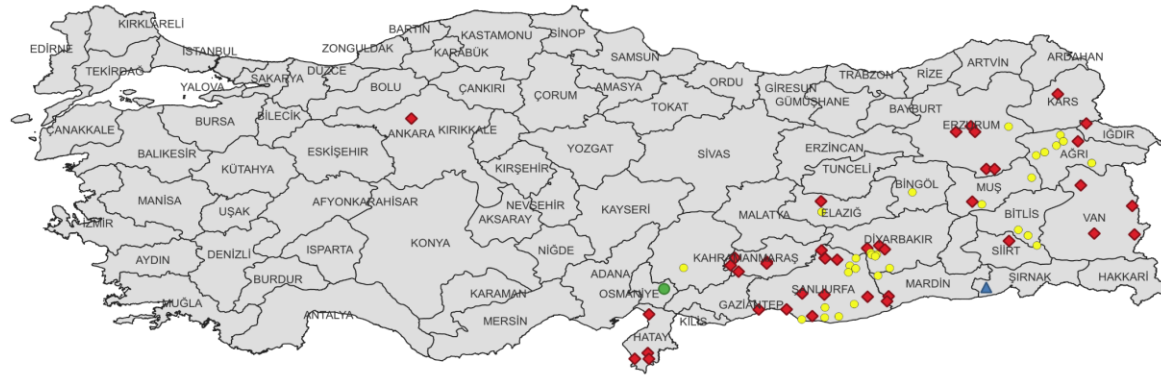 KIRKLARELİ
EDİRNE
TEKİRDAĞ
İSTANBUL
YALOVA
SAKARYA
DÜZCE
ZONGULDAK
BARTIN
KARABÜK
KASTAMONU
SİNOP
SAMSUN
ORDU
GİRESUN
TRABZON
RİZE
ARTVİN
ARDAHAN
KARS
IĞDIR
AĞRI
ERZURUM
BAYBURT
GÜMÜSHANE
TOKAT
AMASYA
ÇORUM
ÇANKIRI
BOLU
BİLECİK
BURSA
ÇANAKKALE
BALIKESİR
KÜTAHYA
ESKİŞEHİR
ANKARA
KIRIKKALE
YOZGAT
SİVAS
ERZİNCAN
TUNCELİ
BİNGÖL
MUŞ
BİTLİS
VAN
HAKKARİ
ŞIRNAK
SİİRT
MARDİN
DİYARBAKIR
ELAZIĞ
MALATYA
KAYSERİ
KIRŞEHİR
NEVŞEHİR
AKSARAY
NİĞDE
KONYA
AFYONKARAHİSAR
UŞAK
MANİSA
İZMİR
AYDIN
DENİZLİ
ISPARTA
BURDUR
MUĞLA
ANTALYA
KARAMAN
MERSIN
ADANA
OSMANİYE
KAHRAMANMARAŞ
GAZİANTEP
KİLİS
HATAY
ŞANLIURFA